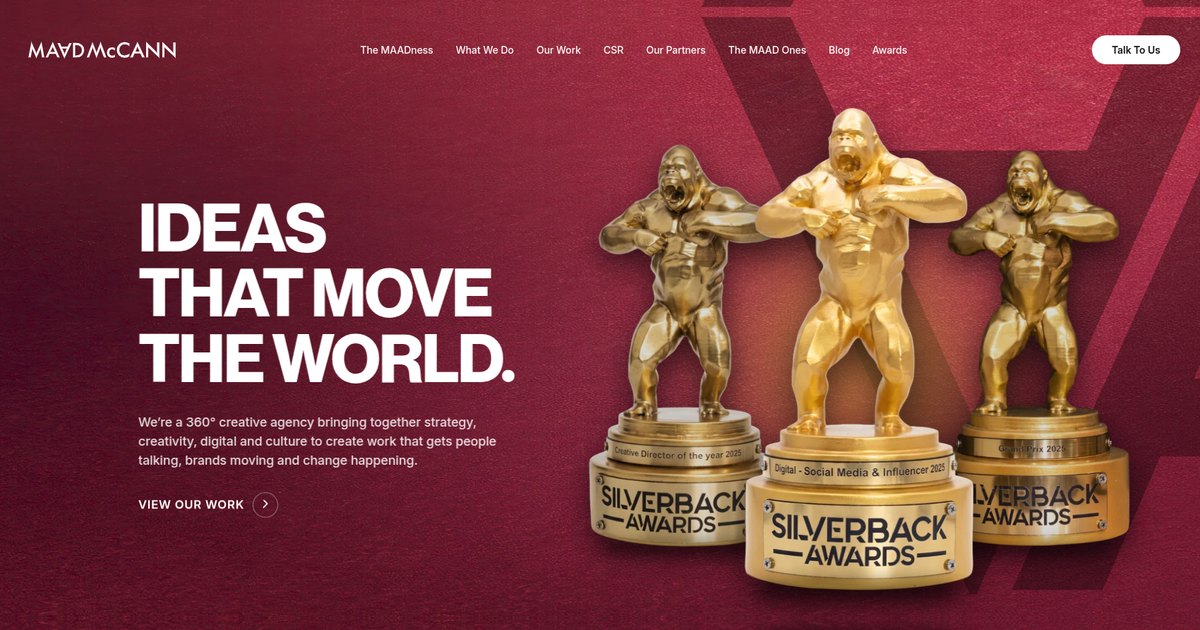 MAAD McCANN
The MAADness
What We Do
Our Work
CSR
Our Partners
The MAAD Ones
Blog
Awards
Talk To Us
IDEAS
THAT MOVE
THE WORLD.
We’re a 360° creative agency bringing together strategy,
creativity, digital and culture to create work that gets people
talking, brands moving and change happening.
VIEW OUR WORK
Creative Director of the year 2025
SILVERBACK
AWARDS
Digital - Social Media & Influencer 2025
SILVERBACK
AWARDS
Grand Prix 2025
LVERBACK
AWARDS